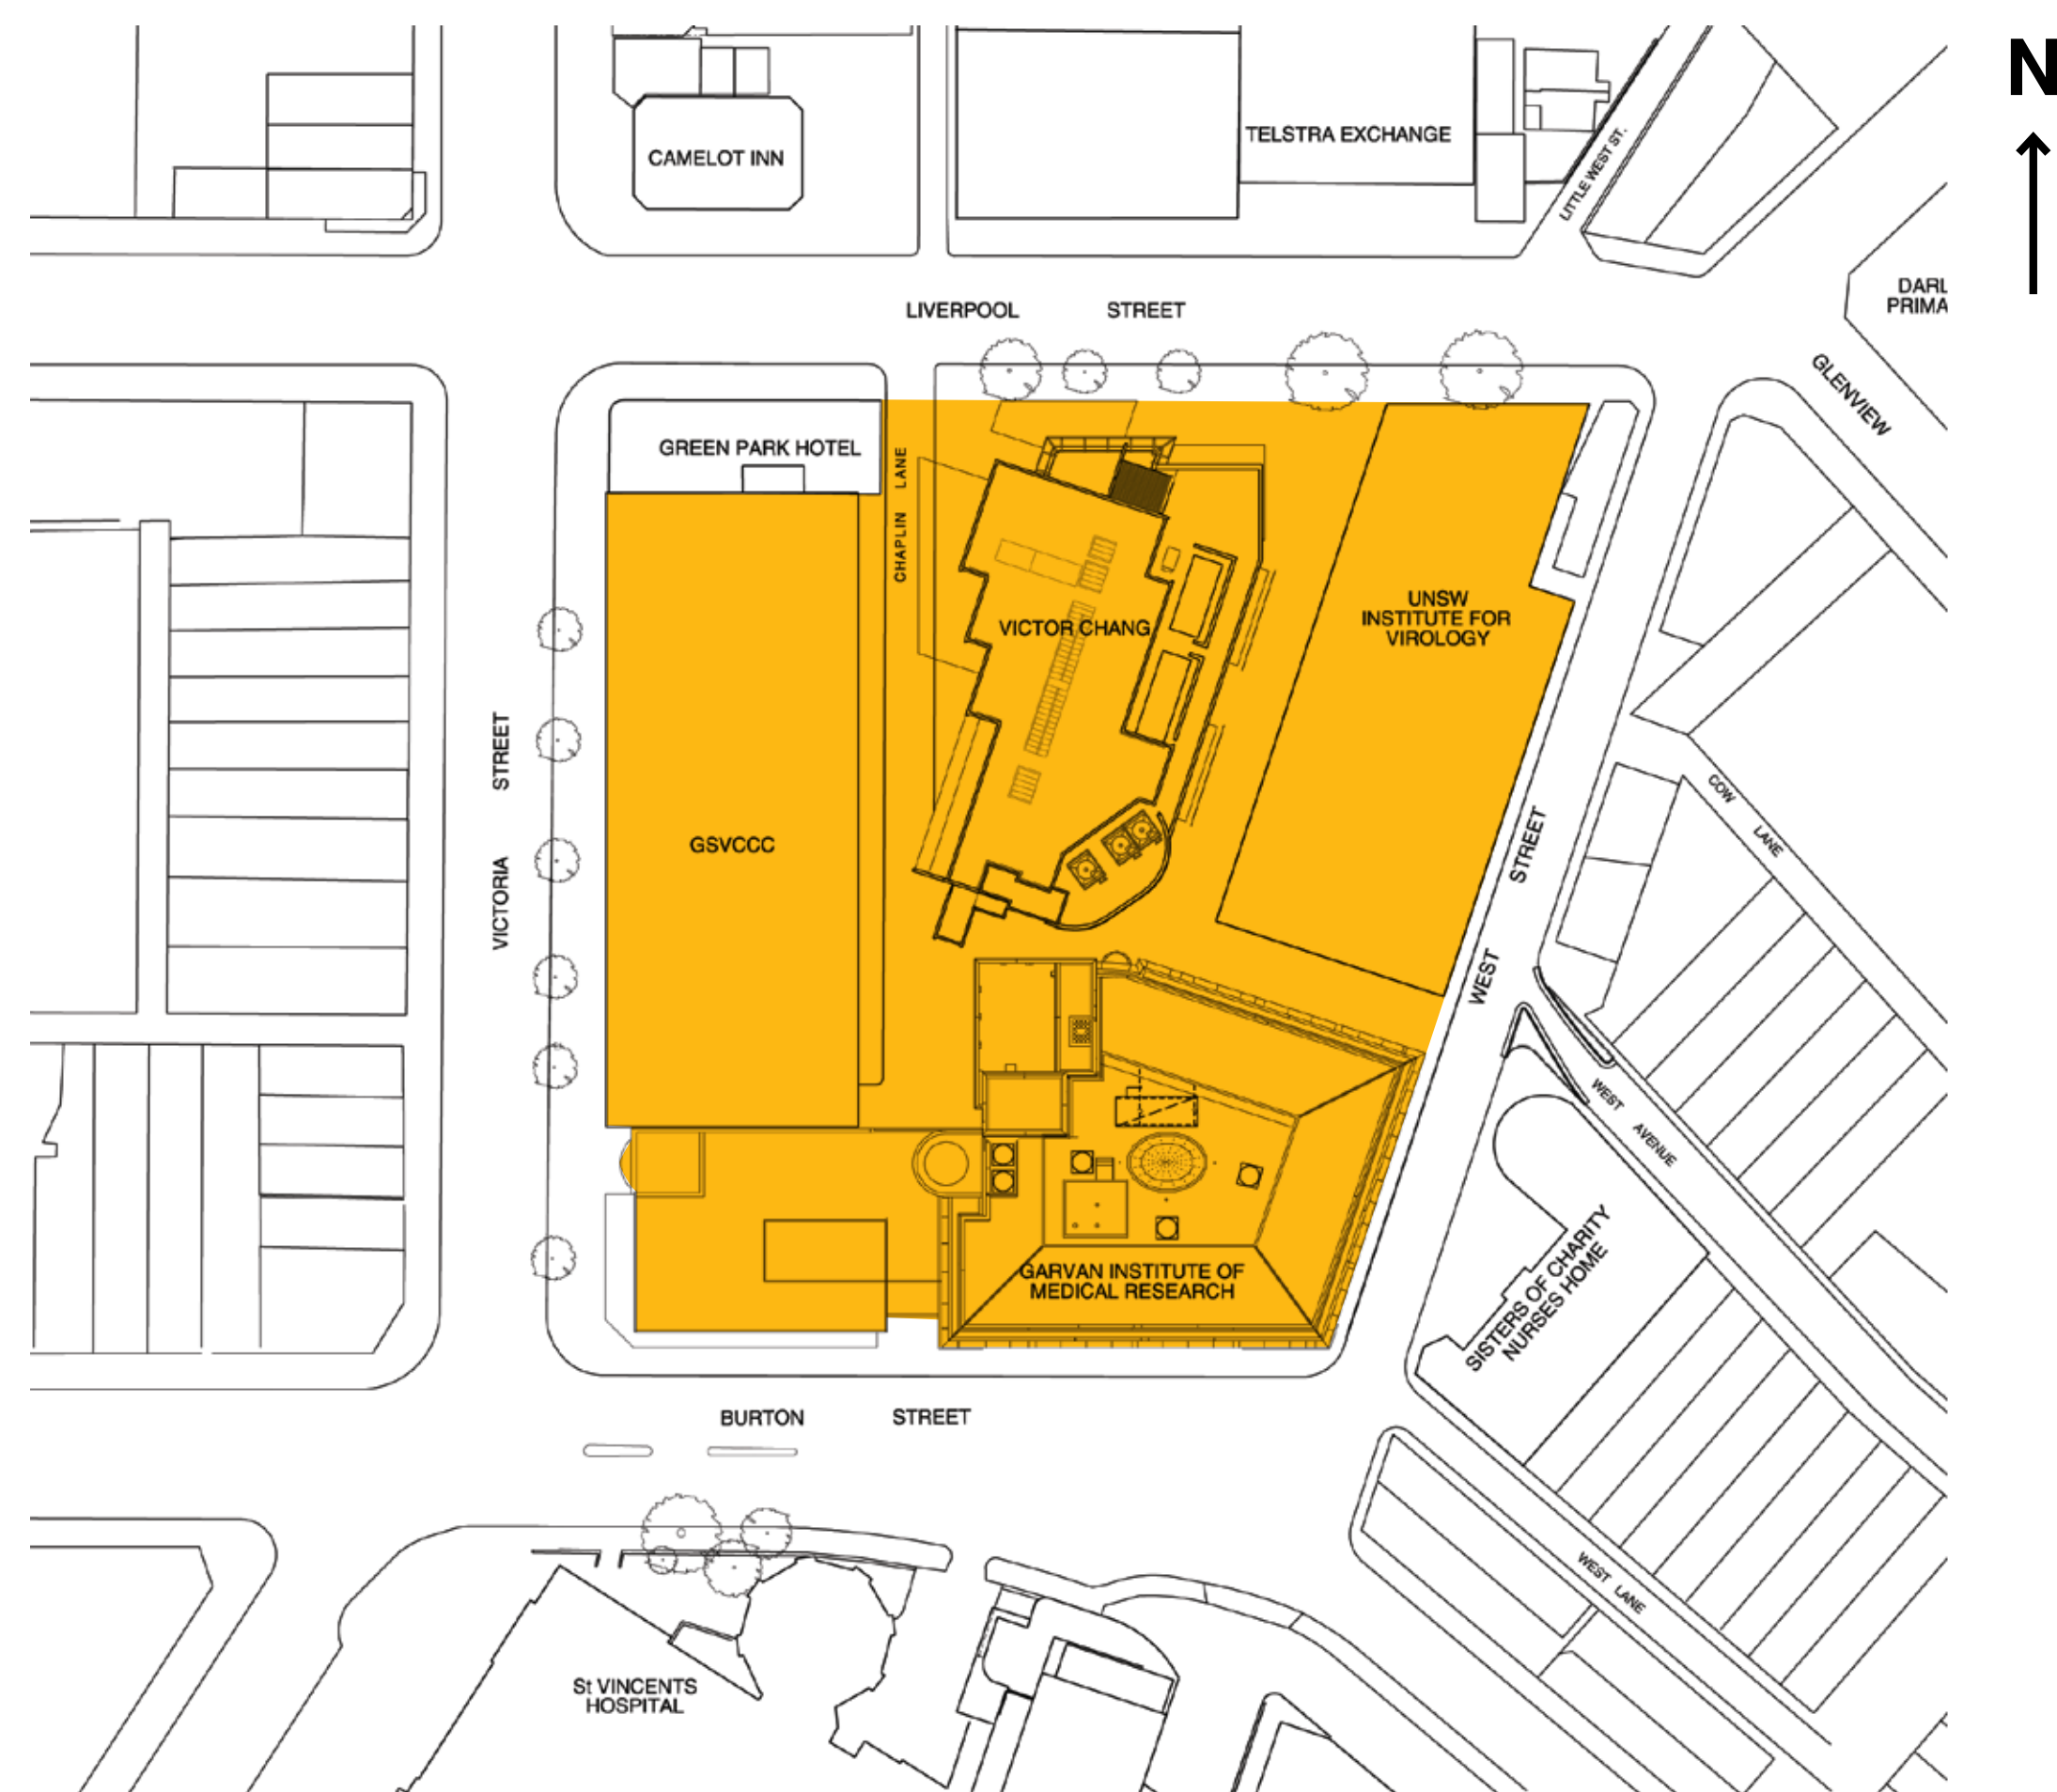 N
CAMELOT INN
TELSTRA EXCHANGE
LITTLE WEST ST.
DARL
PRIMA
LIVERPOOL STREET
GLENVIEW
GREEN PARK HOTEL
CHAPLIN LANE
UNSW
INSTITUTE FOR
VIROLOGY
VICTOR CHANG
VICTORIA STREET
GSVCCC
WEST STREET
COW LANE
WEST AVENUE
SISTERS OF CHARITY
NURSES HOME
GARVAN INSTITUTE OF
MEDICAL RESEARCH
BURTON STREET
WEST LANE
St VINCENTS
HOSPITAL